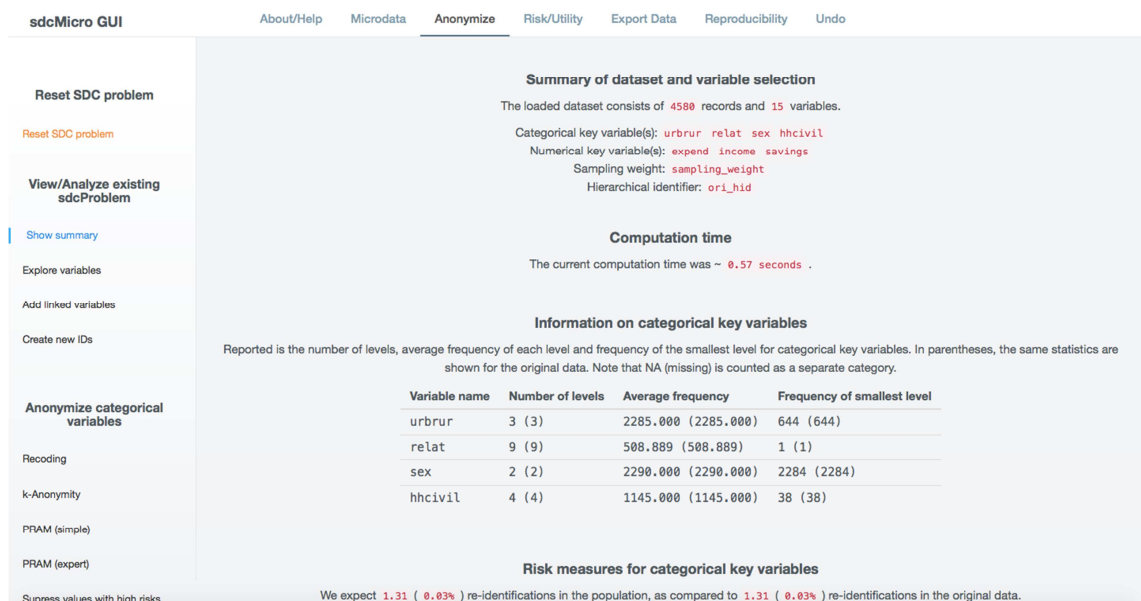 sdcMicro GUI
About/Help Microdata Anonymize Risk/Utility Export Data Reproducibility Undo
Reset SDC problem
Reset SDC problem
View/Analyze existing
sdcProblem
Show summary
Explore variables
Add linked variables
Create new IDs
Anonymize categorical
variables
Recoding
k-Anonymity
PRAM (simple)
PRAM (expert)
Supress values with high risks
Summary of dataset and variable selection
The loaded dataset consists of 4580 records and 15 variables.
Categorical key variable(s): urbrur relat sex hhcivil
Numerical key variable(s): expend income savings
Sampling weight: sampling_weight
Hierarchical identifier: ori_hid
Computation time
The current computation time was ~ 0.57 seconds .
Information on categorical key variables
Reported is the number of levels, average frequency of each level and frequency of the smallest level for categorical key variables. In parentheses, the same statistics are
shown for the original data. Note that NA (missing) is counted as a separate category.
Variable name Number of levels Average frequency Frequency of smallest level
urbrur 3 (3) 2285.000 (2285.000) 644 (644)
relat 9 (9) 508.889 (508.889) 1 (1)
sex 2 (2) 2290.000 (2290.000) 2284 (2284)
hhcivil 4 (4) 1145.000 (1145.000) 38 (38)
Risk measures for categorical key variables
We expect 1.31 ( 0.03% ) re-identifications in the population, as compared to 1.31 ( 0.03% ) re-identifications in the original data.